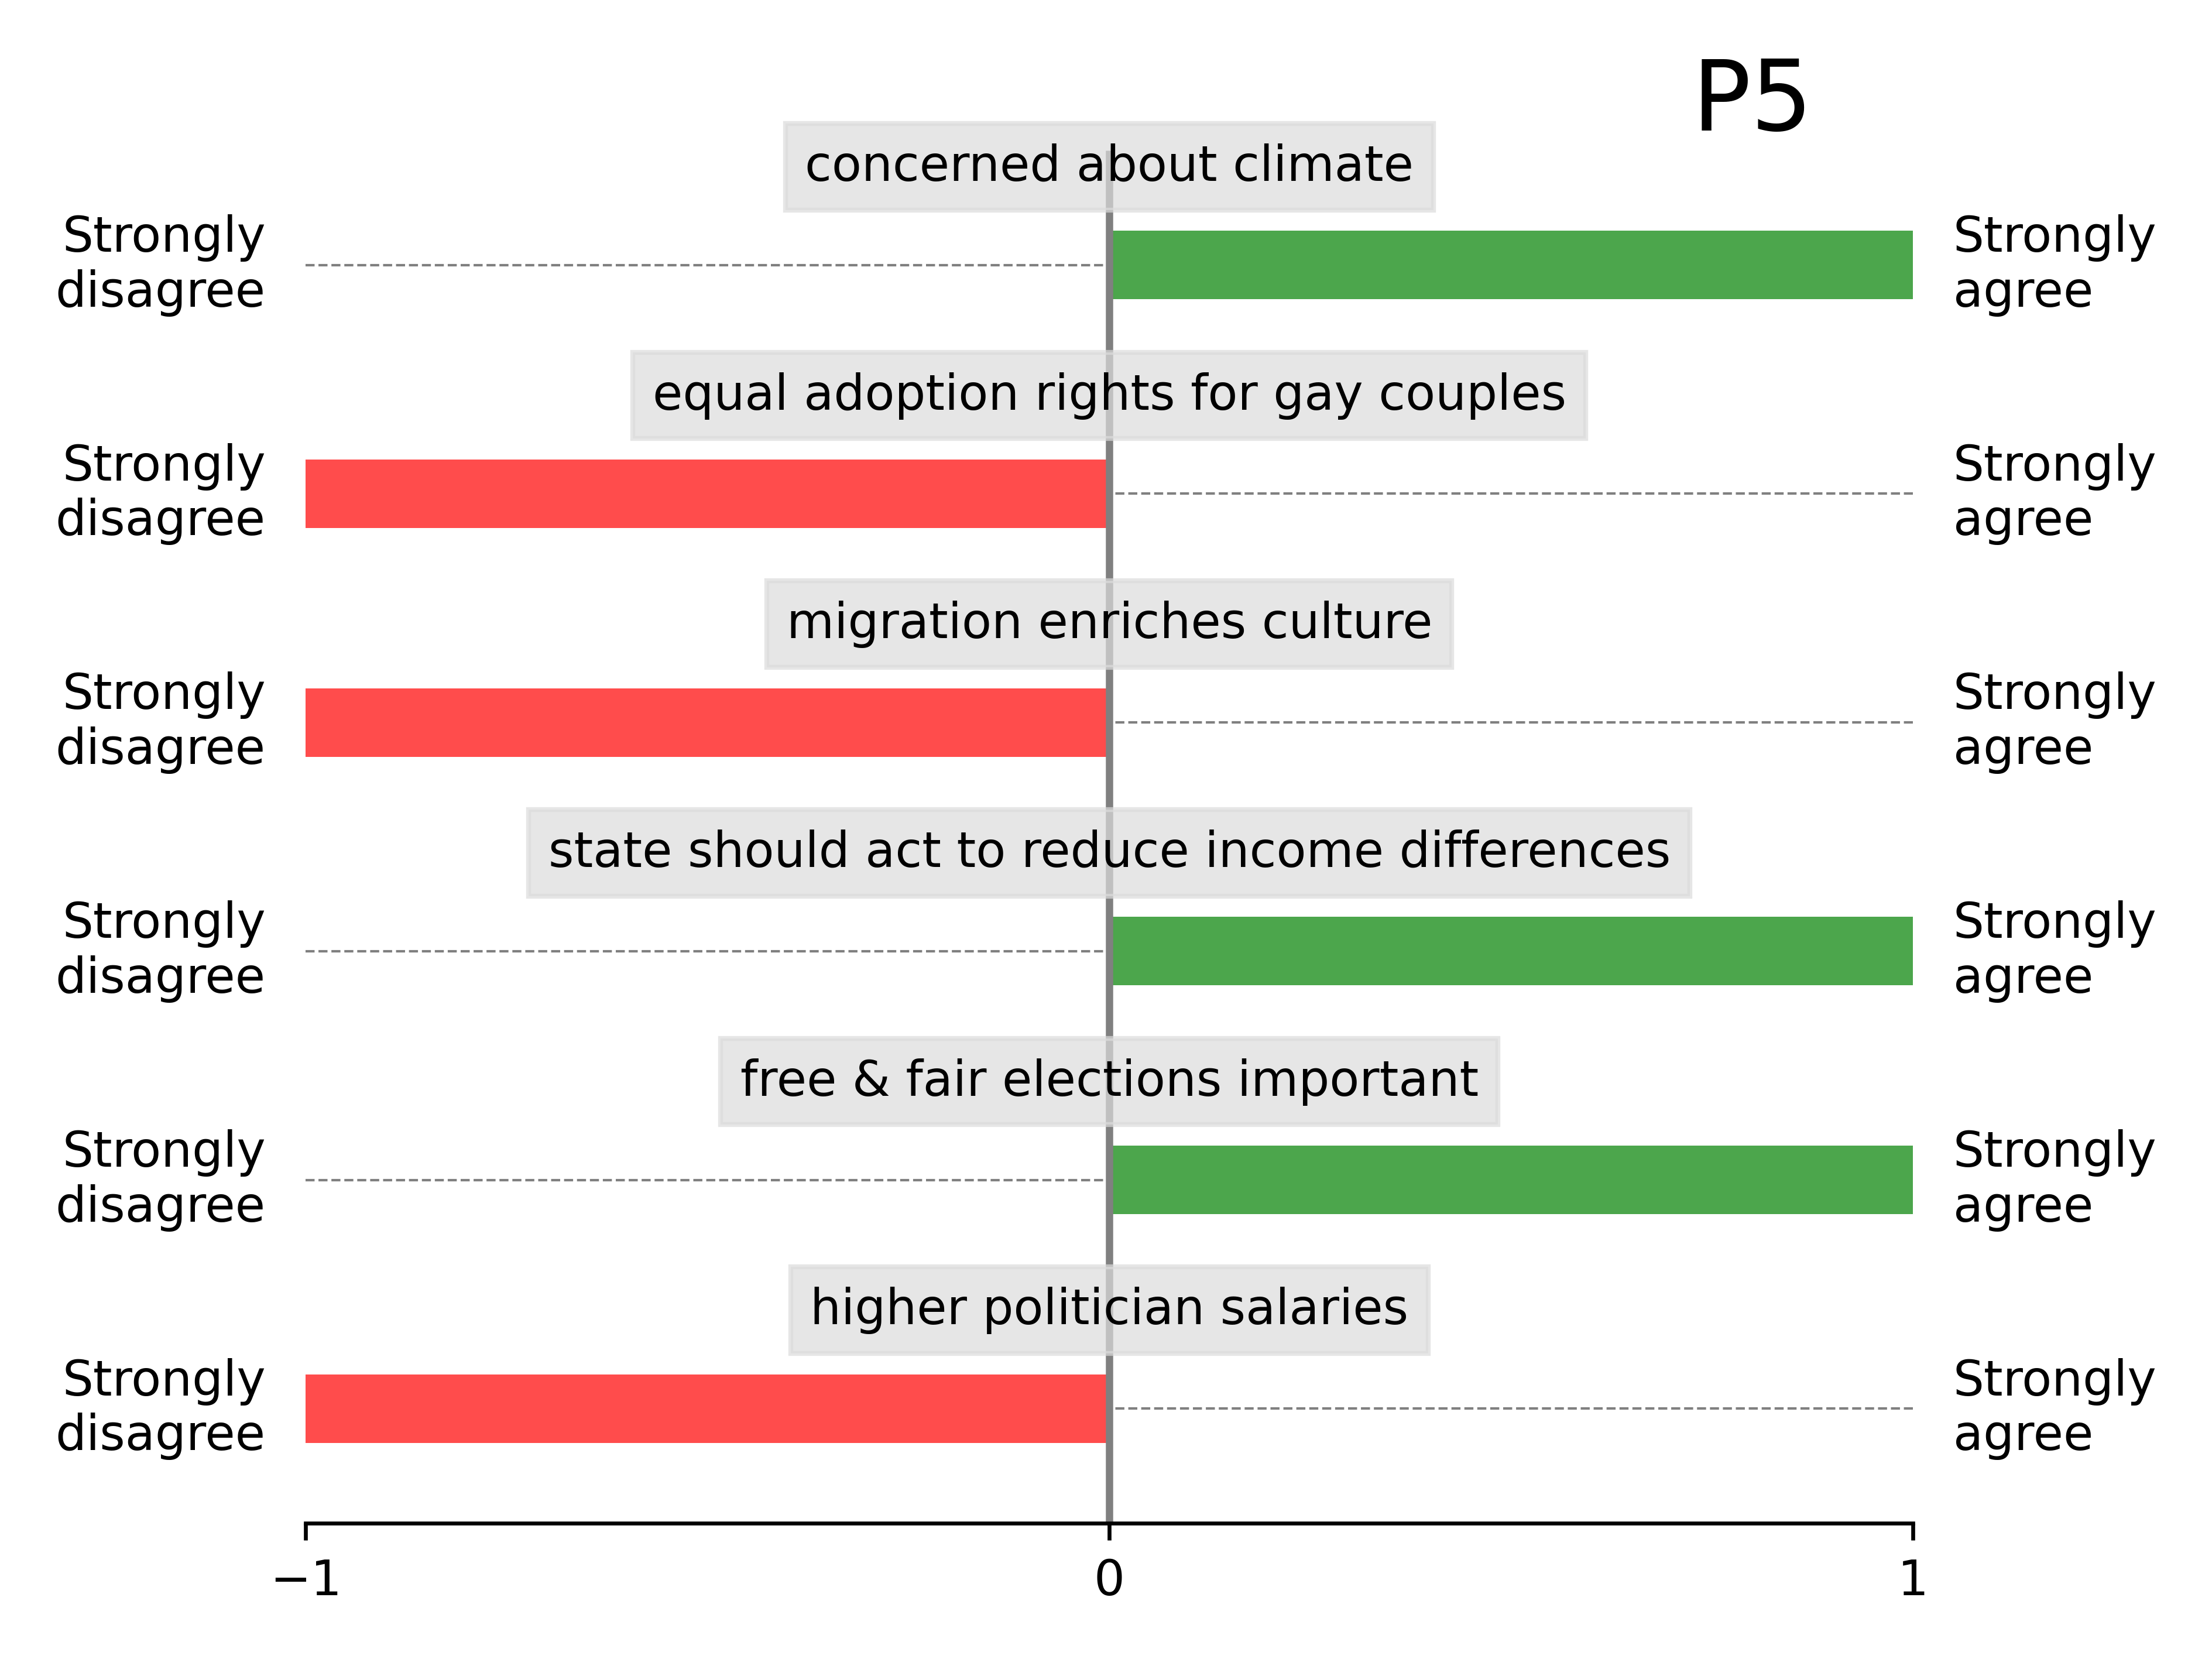 P5
concerned about climate
Strongly
disagree
Strongly
agree
equal adoption rights for gay couples
Strongly
disagree
Strongly
agree
migration enriches culture
Strongly
disagree
Strongly
agree
state should act to reduce income differences
Strongly
disagree
Strongly
agree
free & fair elections important
Strongly
disagree
Strongly
agree
higher politician salaries
Strongly
disagree
Strongly
agree
−1
0
1